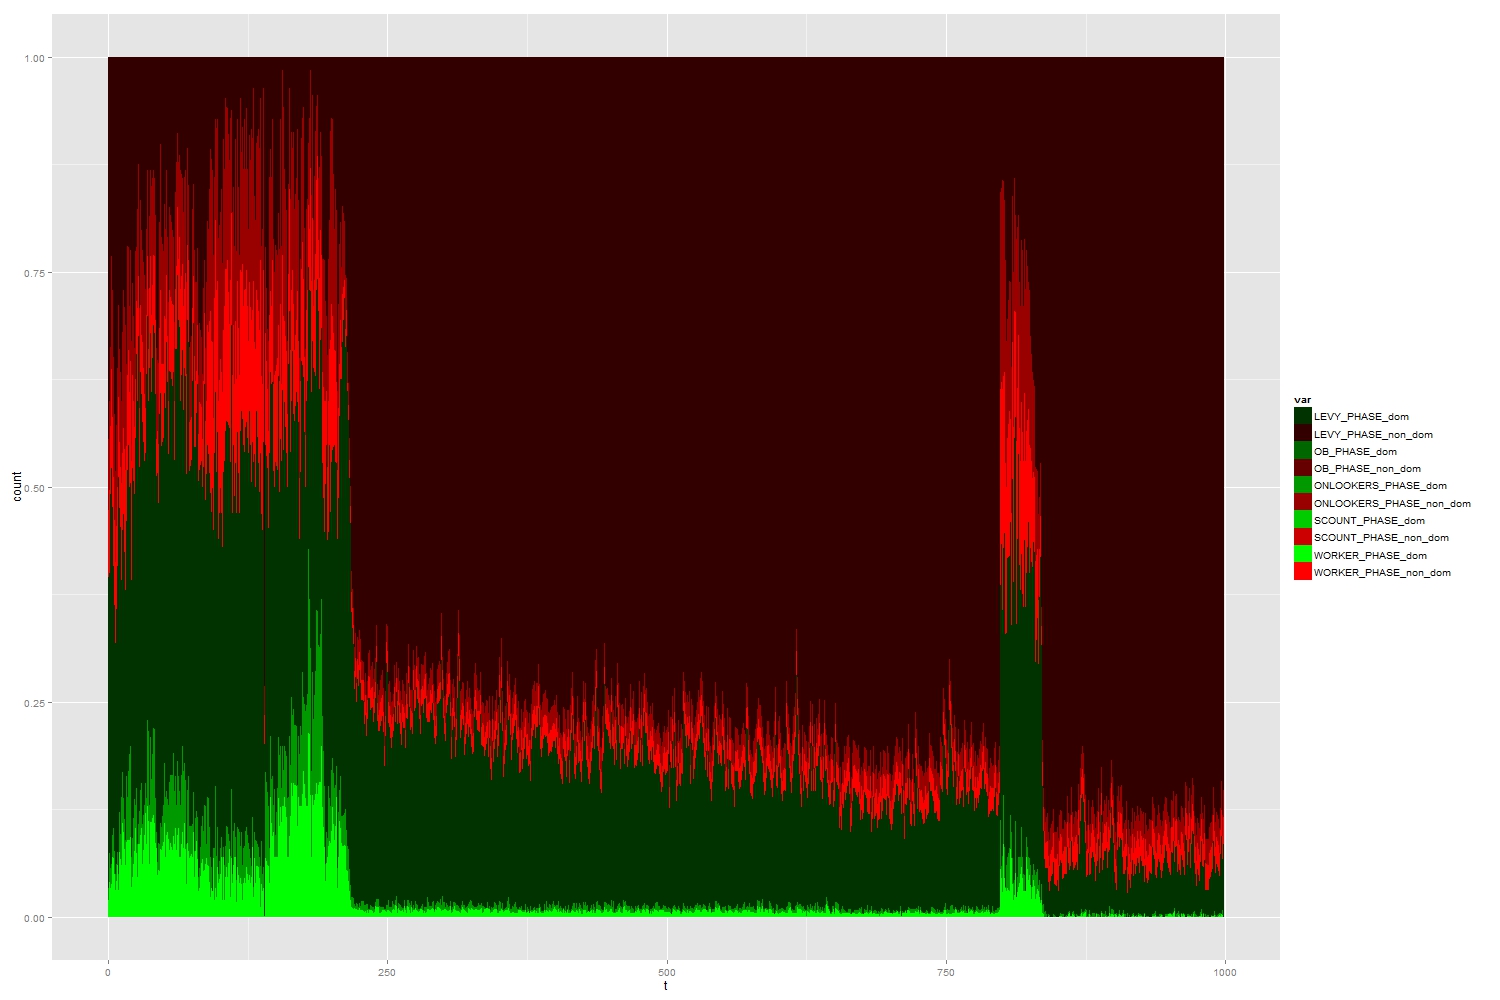 1.00
0.75
0.50
0.25
0.00
count
0
250
500
750
1000
t
var
LEVY_PHASE_dom
LEVY_PHASE_non_dom
OB_PHASE_dom
OB_PHASE_non_dom
ONLOOKERS_PHASE_dom
ONLOOKERS_PHASE_non_dom
SCOUNT_PHASE_dom
SCOUNT_PHASE_non_dom
WORKER_PHASE_dom
WORKER_PHASE_non_dom